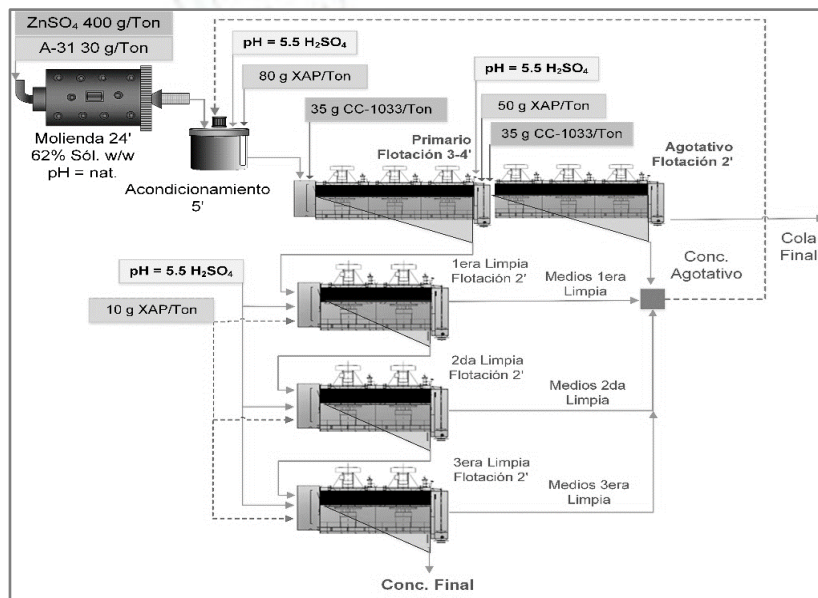 ZnSO₄ 400 g/Ton
A-31 30 g/Ton
pH = 5.5 H₂SO₄
80 g XAP/Ton
Molienda 24'
62% Sól. w/w
pH = nat.
Acondicionamiento
5'
35 g CC-1033/Ton
Primario
Flotación 3-4'
pH = 5.5 H₂SO₄
50 g XAP/Ton
35 g CC-1033/Ton
Agotativo
Flotación 2'
Cola
Final
Conc.
Agotativo
pH = 5.5 H₂SO₄
10 g XAP/Ton
1era Limpia
Flotación 2'
Medios 1era
Limpia
2da Limpia
Flotación 2'
Medios 2da
Limpia
3era Limpia
Flotación 2'
Medios 3era
Limpia
Conc. Final